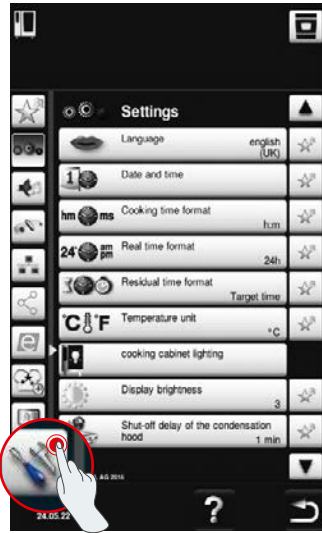 Settings
Language
english
(UK)
1
Date and time
hm ms
Cooking time format
h:m
24 am
pm
Real time format
24h
Residual time format
Target time
°C °F
Temperature unit
°C
cooking cabinet lighting
Display brightness
3
Shut-off delay of the condensation
hood
1 min
AG 2016
24.05.22
?